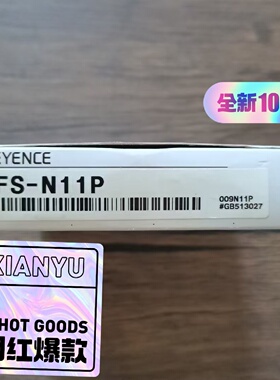 全新10
EYENCE
FS-N11P
009N11P
#GB513027
XIANYU
HOT GOODS
网红爆款